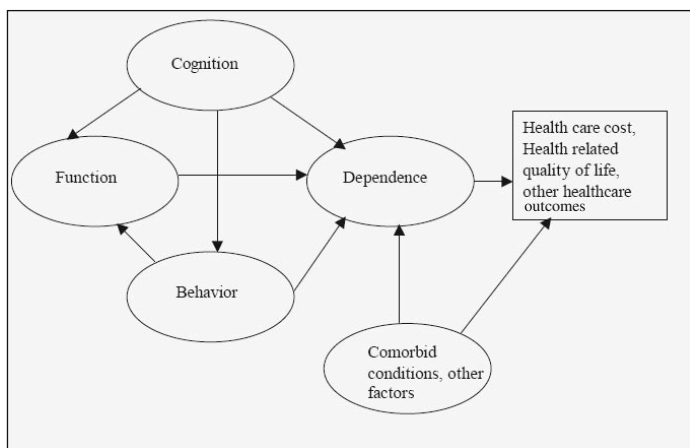 Cognition
Function
Dependence
Health care cost,
Health related
quality of life,
other healthcare
outcomes
Behavior
Comorbid
conditions, other
factors